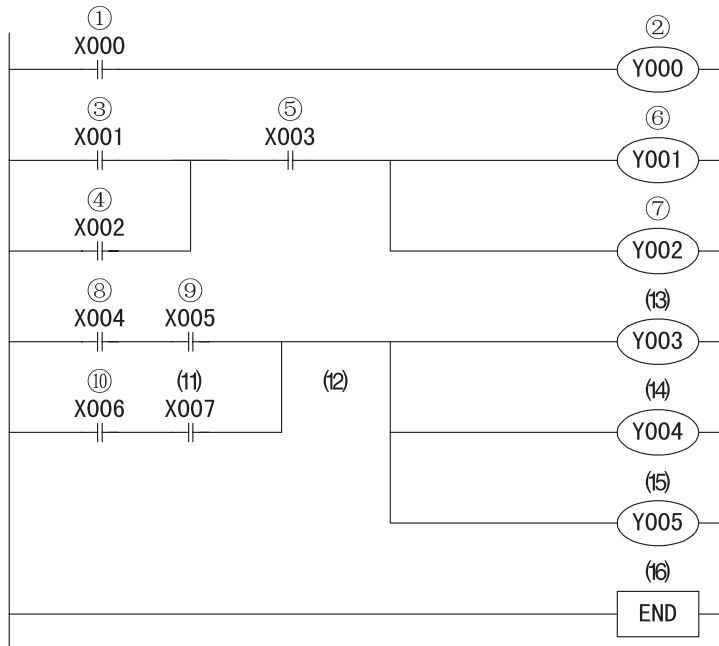 ① ②
X000 Y000
③ ⑤ ⑥
X001 X003 Y001
④ ⑦
X002 Y002
⑧ ⑨ (13)
X004 X005 Y003
⑩ (11) (12) (14)
X006 X007 Y004
(15)
Y005
(16)
END